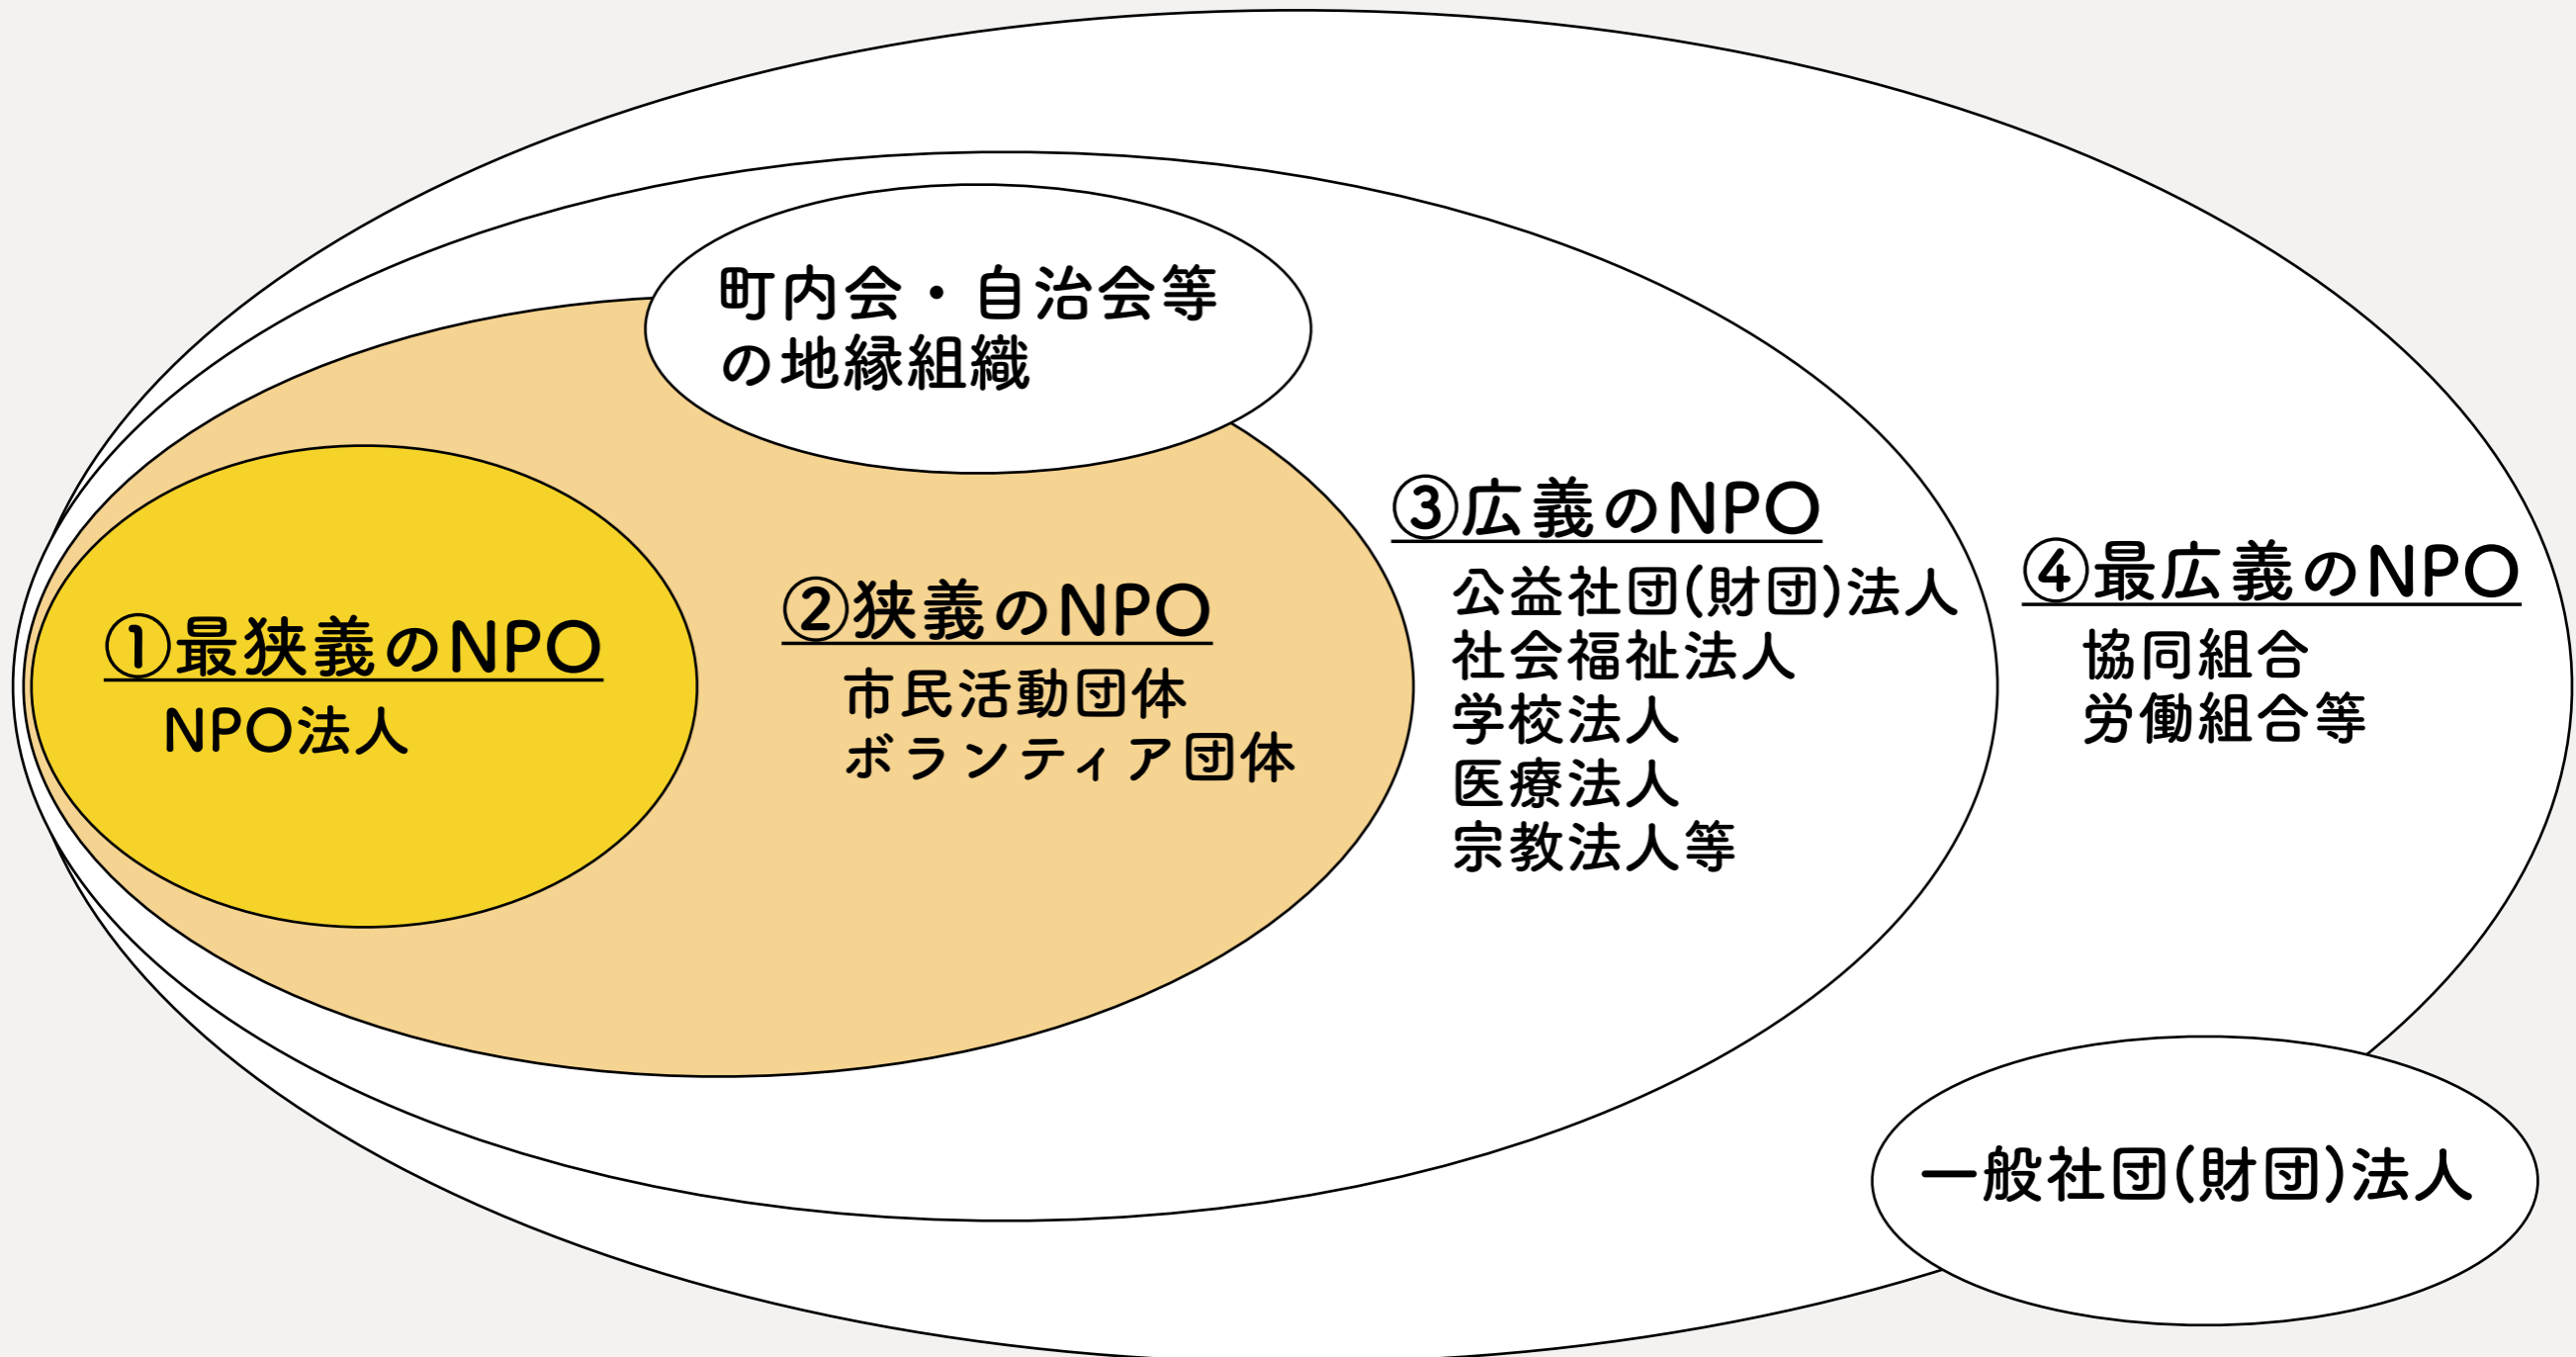 町内会・自治会等
の地縁組織
①最狭義のNPO
NPO法人
②狭義のNPO
市民活動団体
ボランティア団体
③広義のNPO
公益社団(財団)法人
社会福祉法人
学校法人
医療法人
宗教法人等
④最広義のNPO
協同組合
労働組合等
一般社団(財団)法人